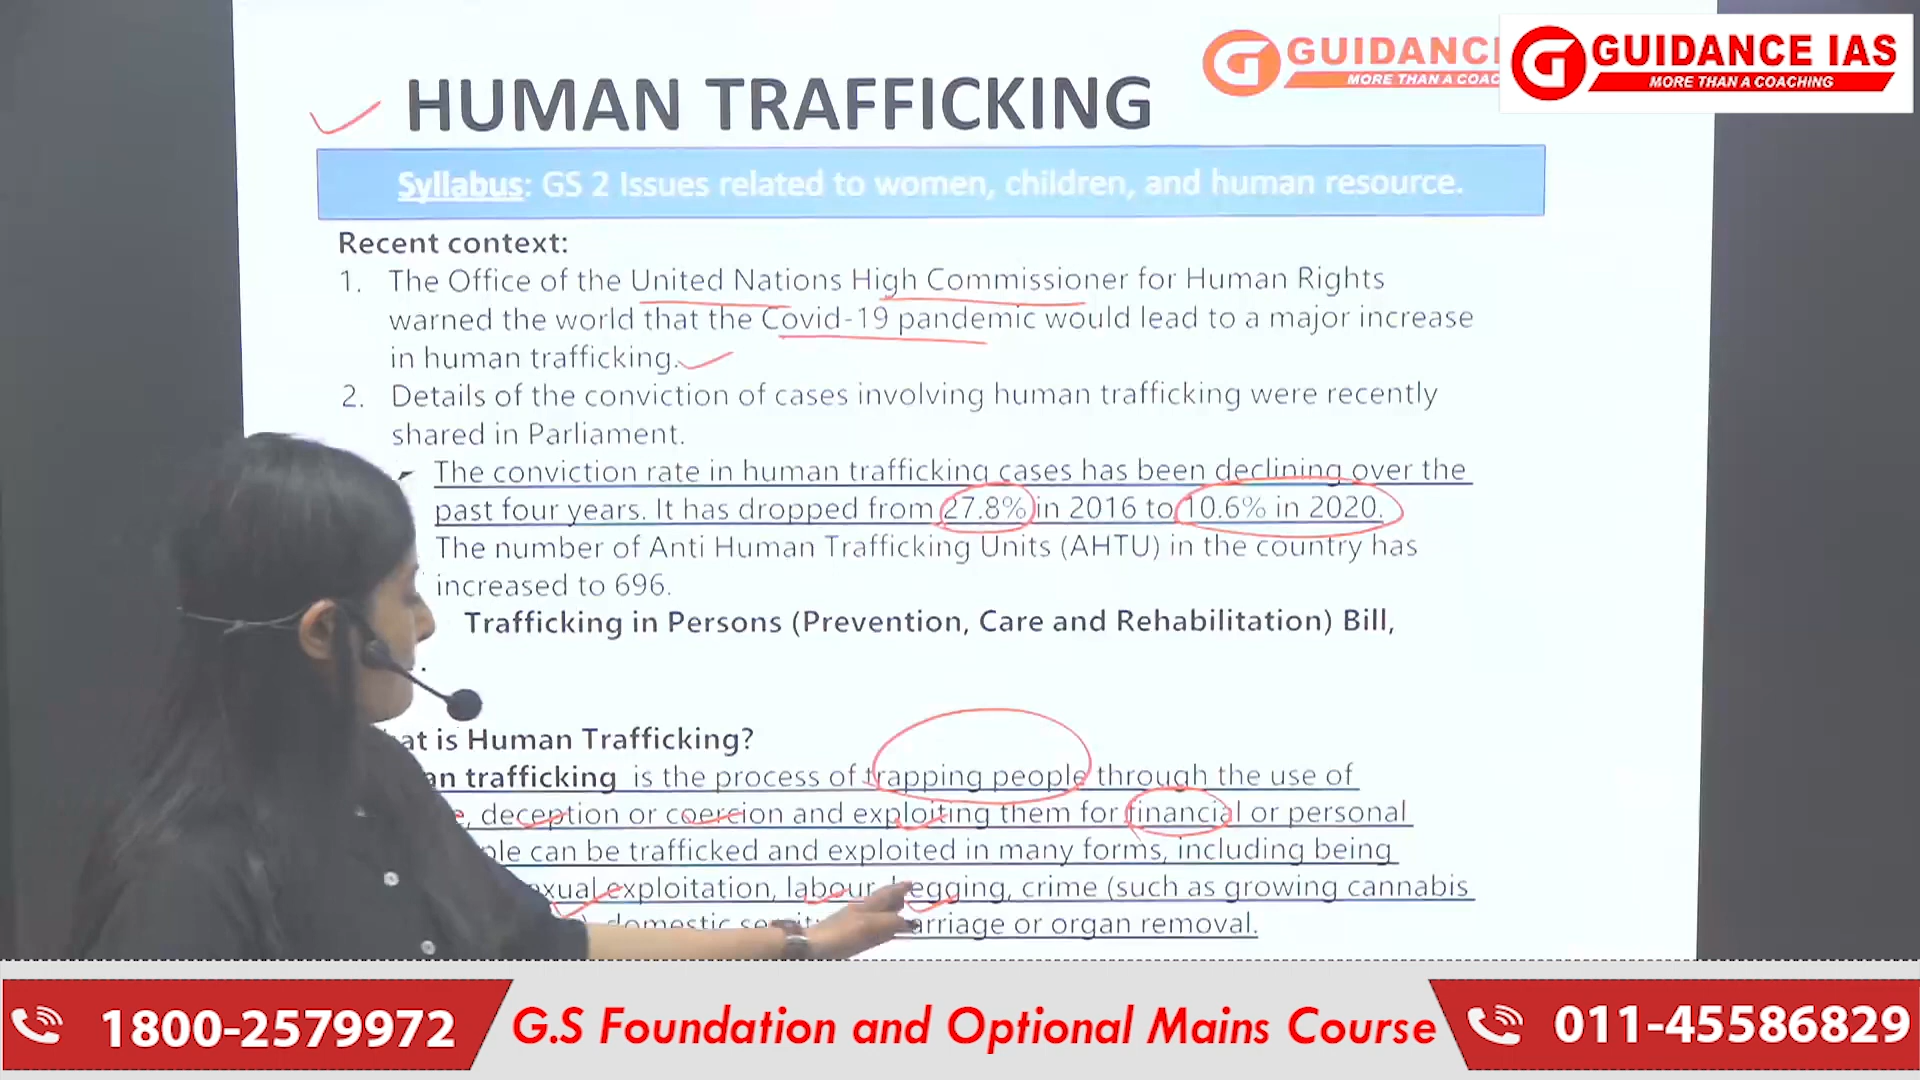 GUIDANC
MORE THAN A COAC
GUIDANCE IAS
MORE THAN A COACHING
HUMAN TRAFFICKING
Syllabus: GS 2 Issues related to women, children, and human resource.
Recent context:
1. The Office of the United Nations High Commissioner for Human Rights
warned the world that the Covid-19 pandemic would lead to a major increase
in human trafficking.
2. Details of the conviction of cases involving human trafficking were recently
shared in Parliament.
The conviction rate in human trafficking cases has been declining over the
past four years. It has dropped from 27.8% in 2016 to 10.6% in 2020.
The number of Anti Human Trafficking Units (AHTU) in the country has
increased to 696.
Trafficking in Persons (Prevention, Care and Rehabilitation) Bill,
.
at is Human Trafficking?
an trafficking is the process of trapping people through the use of
, deception or coercion and exploiting them for financial or personal
ple can be trafficked and exploited in many forms, including being
xual exploitation, labour, begging, crime (such as growing cannabis
domestic arriage or organ removal.
1800-2579972
G.S Foundation and Optional Mains Course
011-45586829